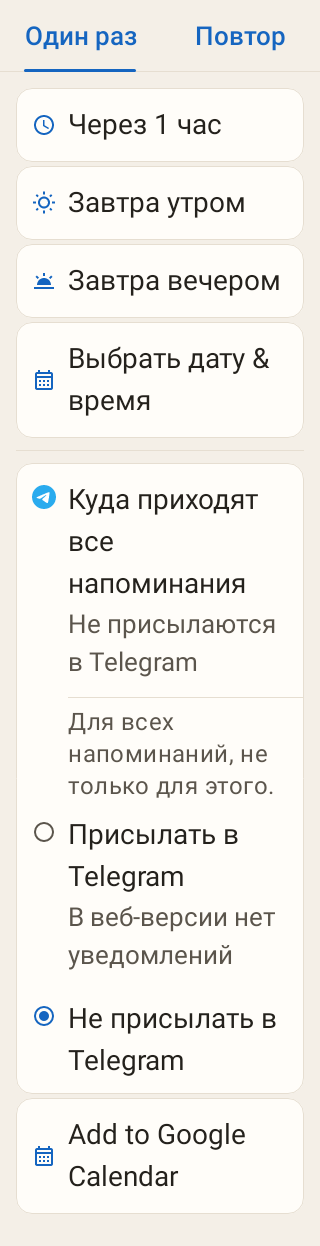 Один раз
Повтор
Через 1 час
Завтра утром
Завтра вечером
Выбрать дату &
время
Куда приходят
все
напоминания
Не присылаются
в Telegram
Для всех
напоминаний, не
только для этого.
Присылать в
Telegram
В веб-версии нет
уведомлений
Не присылать в
Telegram
Add to Google
Calendar